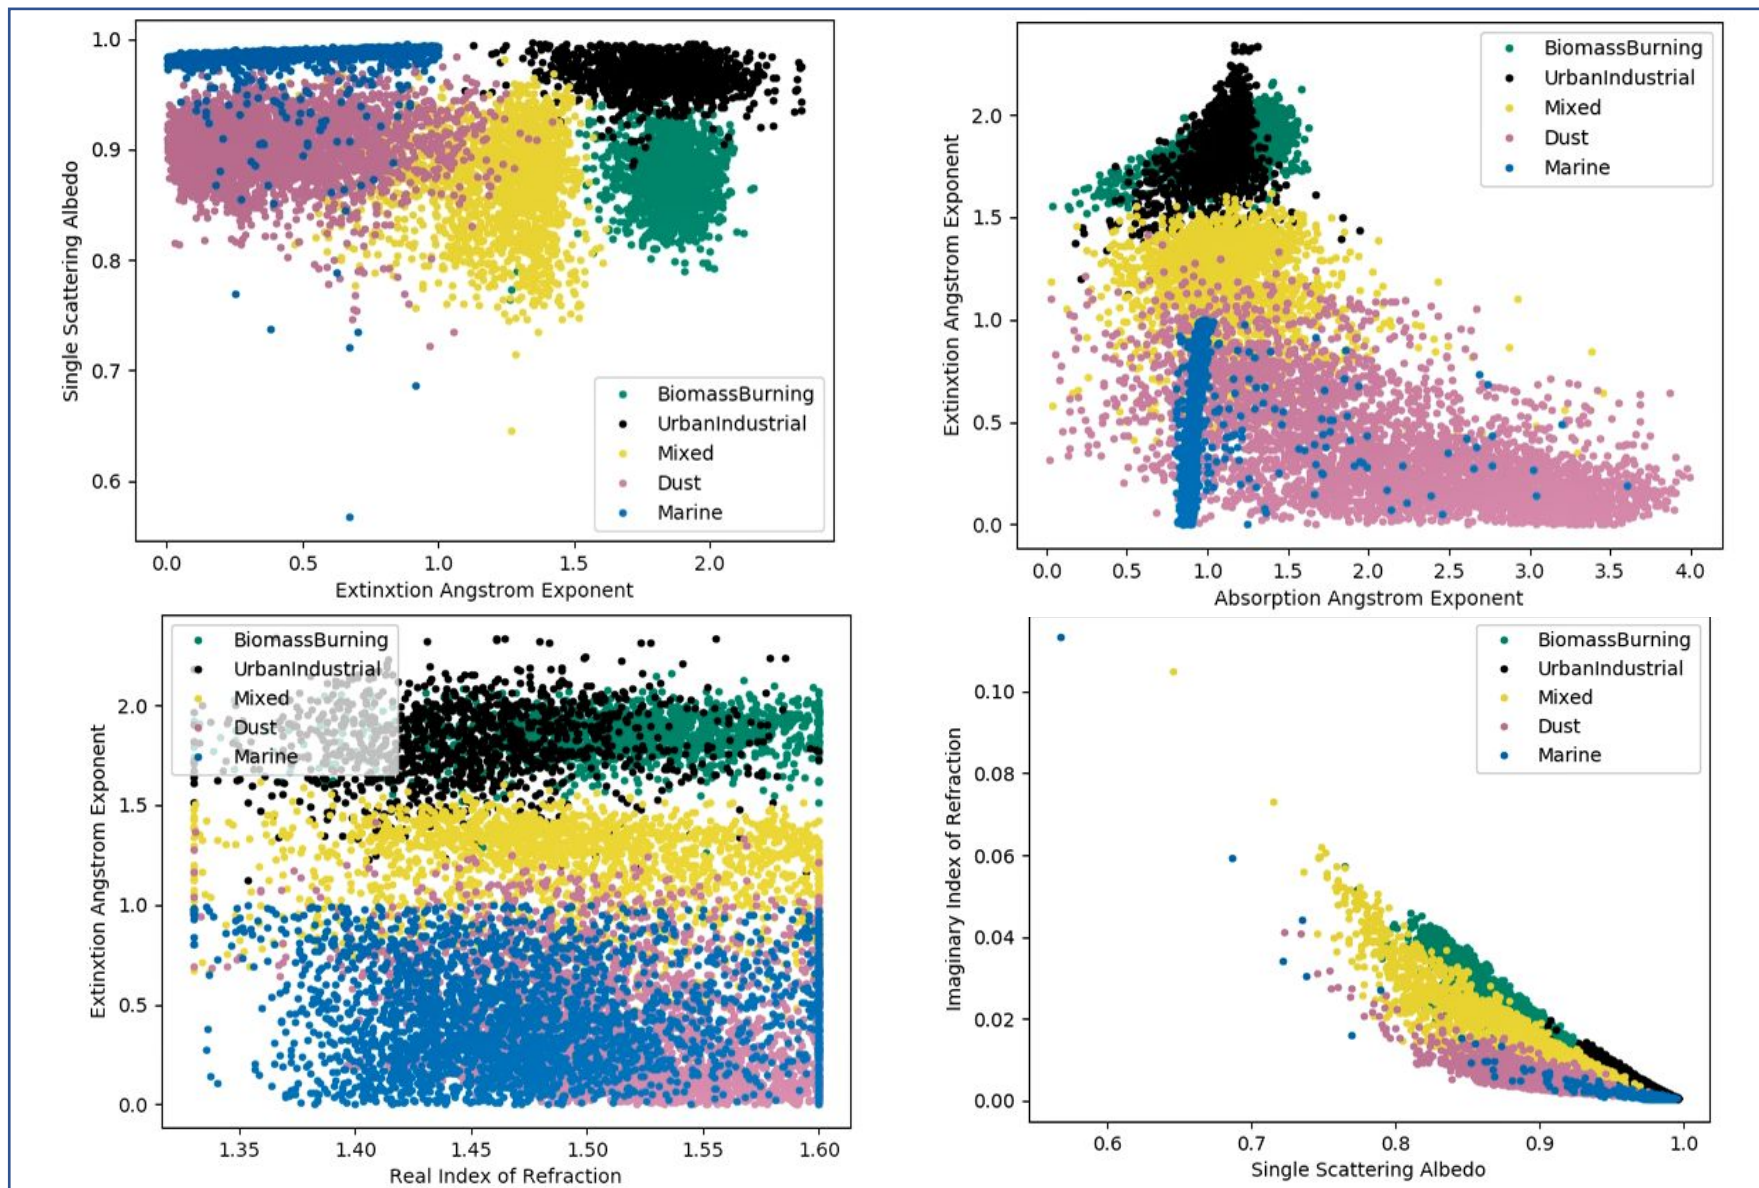 1.0
0.9
0.8
0.7
0.6
Single Scattering Albedo
BiomassBurning
UrbanIndustrial
Mixed
Dust
Marine
0.0 0.5 1.0 1.5 2.0
Extinxtion Angstrom Exponent
2.0
1.5
1.0
0.5
0.0
Extinxtion Angstrom Exponent
BiomassBurning
UrbanIndustrial
Mixed
Dust
Marine
0.0 0.5 1.0 1.5 2.0 2.5 3.0 3.5 4.0
Absorption Angstrom Exponent
2.0
1.5
1.0
0.5
0.0
Extinxtion Angstrom Exponent
BiomassBurning
UrbanIndustrial
Mixed
Dust
Marine
1.35 1.40 1.45 1.50 1.55 1.60
Real Index of Refraction
0.10
0.08
0.06
0.04
0.02
0.00
Imaginary Index of Refraction
BiomassBurning
UrbanIndustrial
Mixed
Dust
Marine
0.6 0.7 0.8 0.9 1.0
Single Scattering Albedo